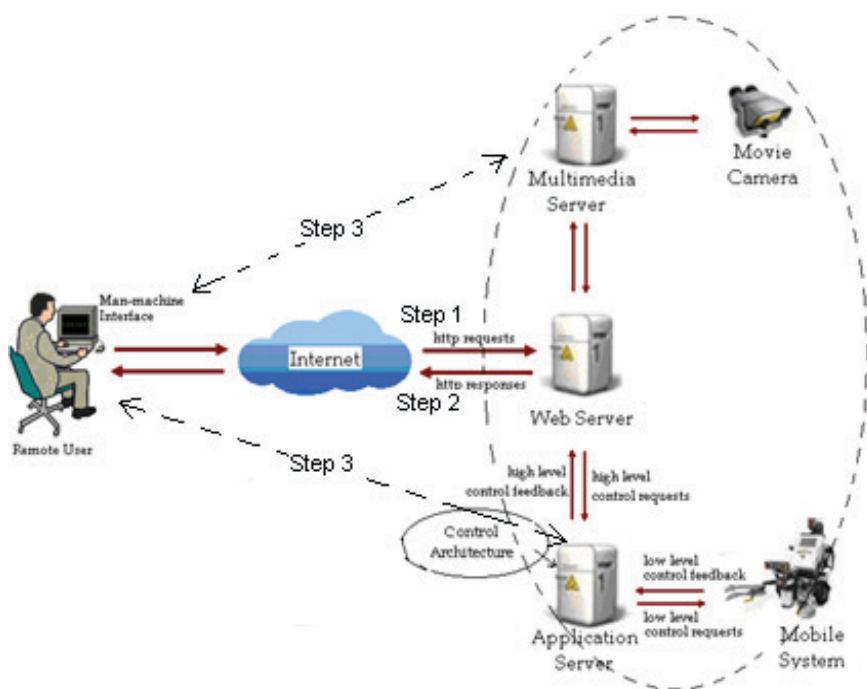 Multimedia
Server
Movie
Camera
Step 3
Man-machine
Interface
Step 1
http requests
Internet
http responses
Step 2
Remote User
Web Server
Step 3
high level
control feedback
high level
control requests
Control
Architecture
low level
control feedback
low level
control requests
Application
Server
Mobile
System